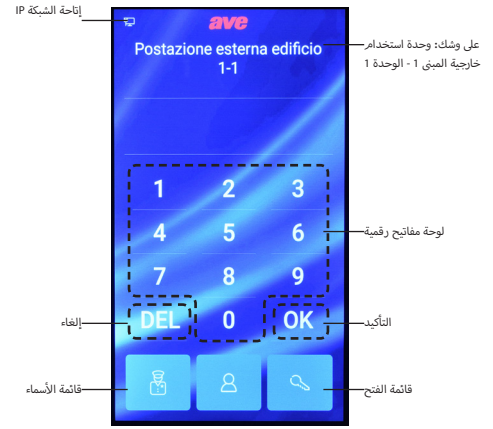 إتاحة الشبكة IP
ave
Postazione esterna edificio
1-1
على وشك: وحدة استخدام
خارجية المبنى 1 - الوحدة 1
1 2 3
4 5 6
لوحة مفاتيح رقمية
7 8 9
DEL 0 OK
إلغاء
التأكيد
قائمة الأسماء
قائمة الفتح